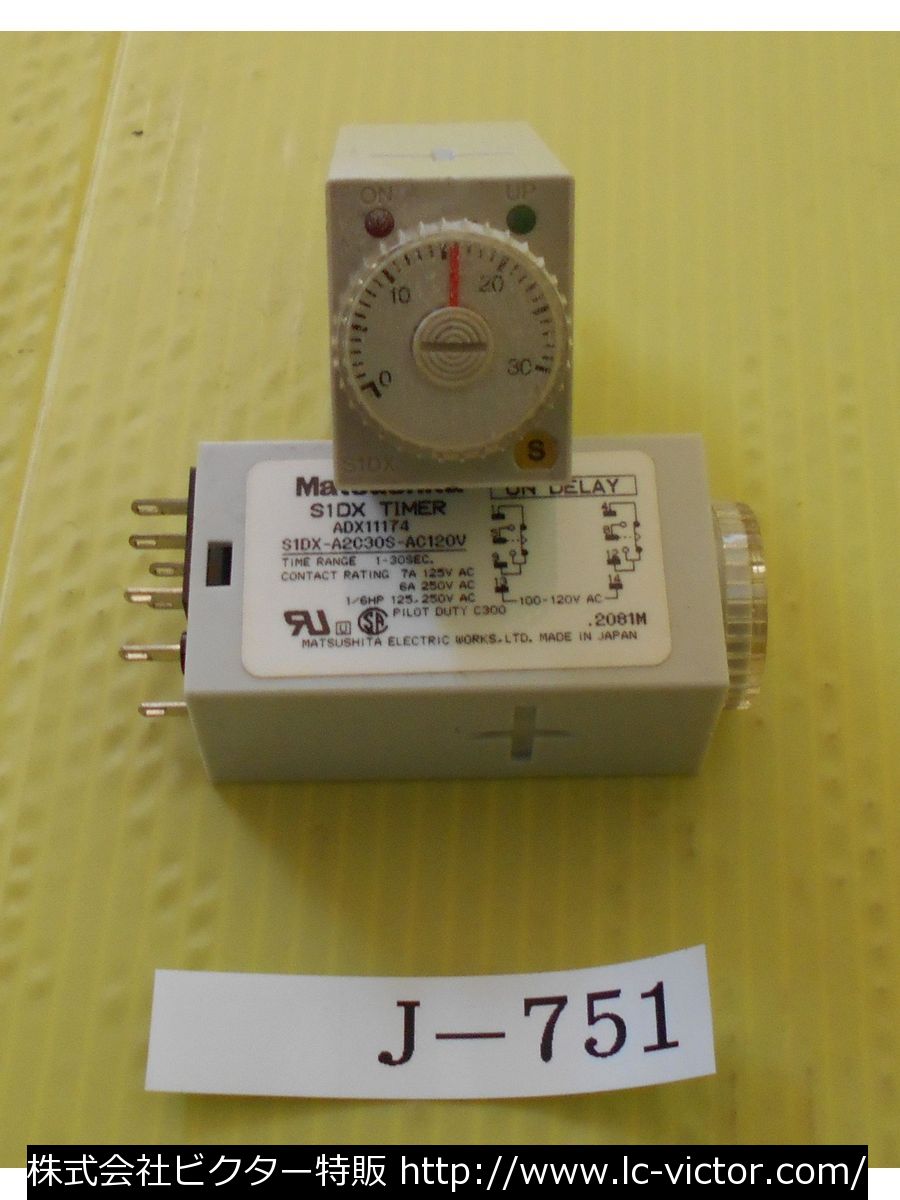 ON UP
10 20
0 30
S
S1DX
Matsushita
ON DELAY
S1DX TIMER
ADX11174
S1DX-A2C30S-AC120V
TIME RANGE 1-30SEC.
CONTACT RATING 7A 125V AC
6A 250V AC
1/6HP 125,250V AC
PILOT DUTY C300
100-120V AC
.2081M
MATSUSHITA ELECTRIC WORKS,LTD. MADE IN JAPAN
J-751
株式会社ビクター特販 http://www.lc-victor.com/